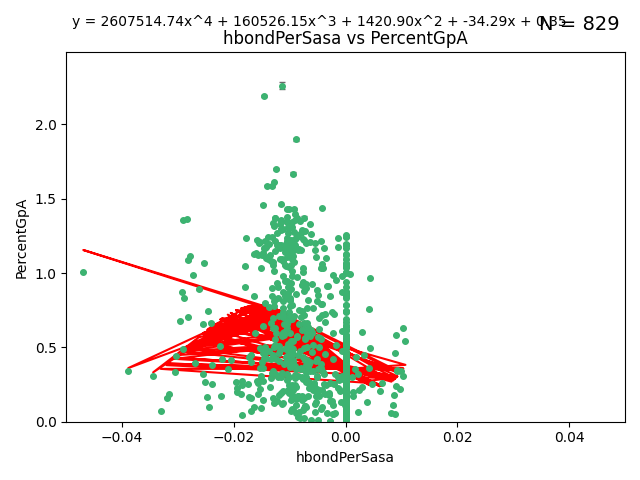 y = 2607514.74x^4 + 160526.15x^3 + 1420.90x^2 + -34.29x + 0.35
N = 829
hbondPerSasa vs PercentGpA
PercentGpA
2.0
1.5
1.0
0.5
0.0
−0.04 −0.02 0.00 0.02 0.04
hbondPerSasa